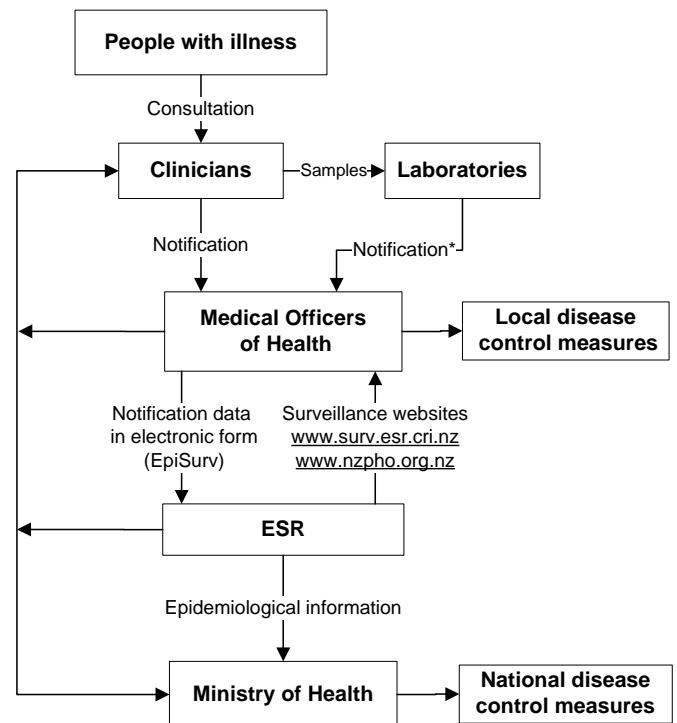 People with illness
Consultation
Clinicians
Samples
Laboratories
Notification
Notification*
Medical Officers
of Health
Local disease
control measures
Notification data
in electronic form
(EpiSurv)
Surveillance websites
www.surv.esr.cri.nz
www.nzpho.org.nz
ESR
Epidemiological information
Ministry of Health
National disease
control measures